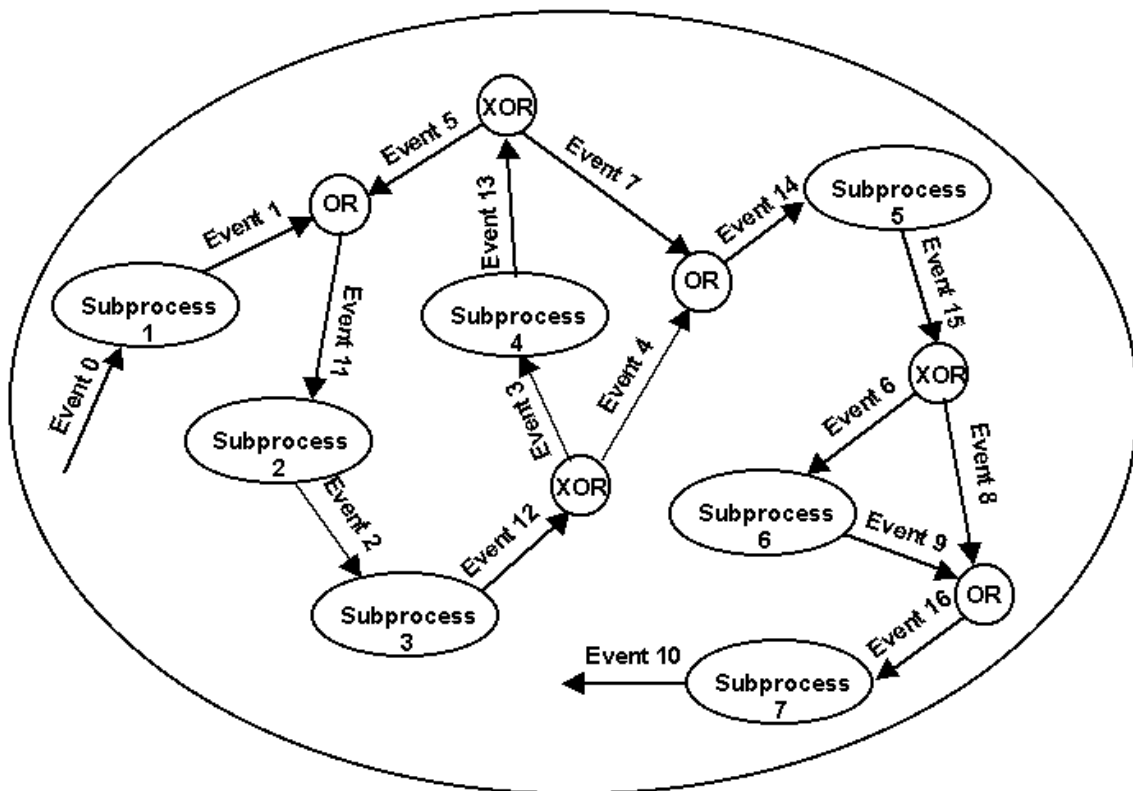 XOR
Event 5
Event 7
Event 13
Event 14
Subprocess
5
OR
Event 1
Event 15
OR
Subprocess
1
Event 11
Subprocess
4
Event 4
Event 0
XOR
Event 6
Event 3
Subprocess
2
XOR
Event 8
Event 2
Event 12
Subprocess
6
Event 9
OR
Subprocess
3
Event 16
Event 10
Subprocess
7